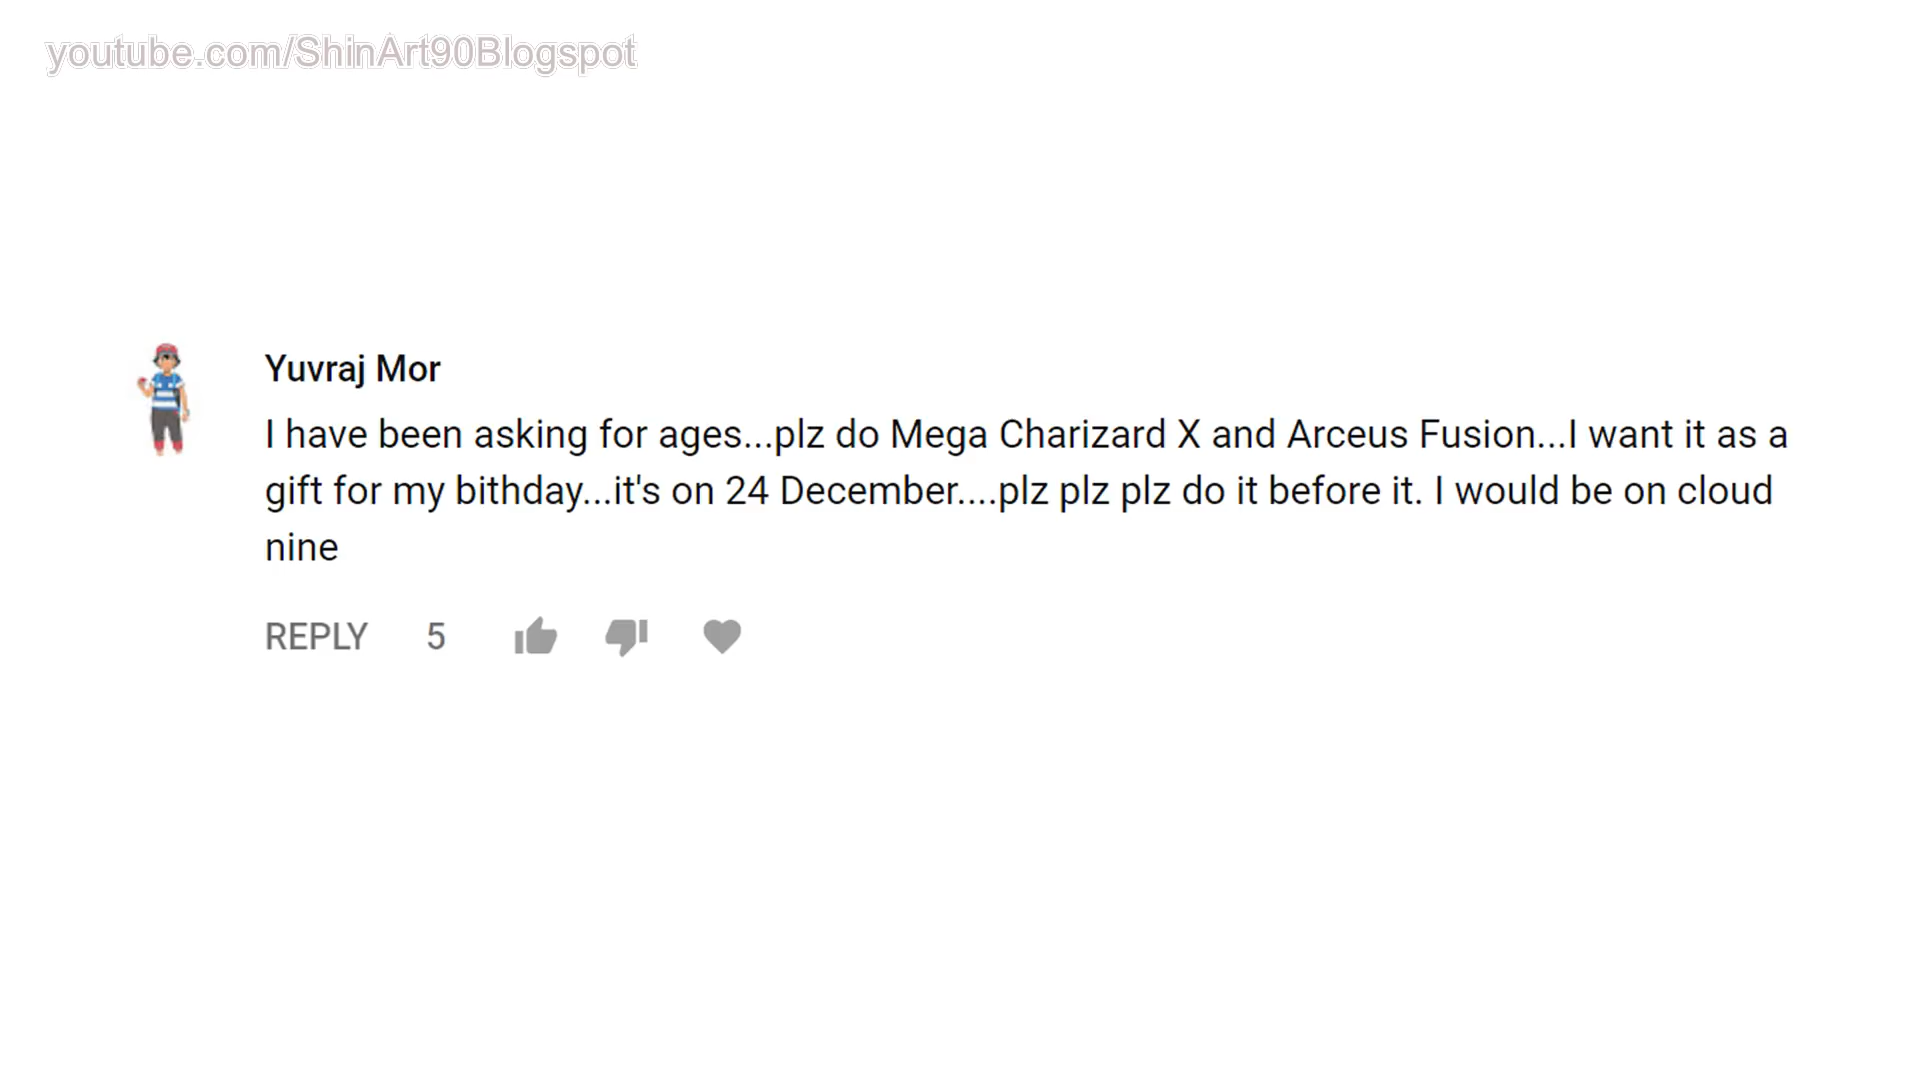 youtube.com/ShinArt90Blogspot
Yuvraj Mor
I have been asking for ages...plz do Mega Charizard X and Arceus Fusion...I want it as a
gift for my bithday...it's on 24 December....plz plz plz do it before it. I would be on cloud
nine
REPLY 5